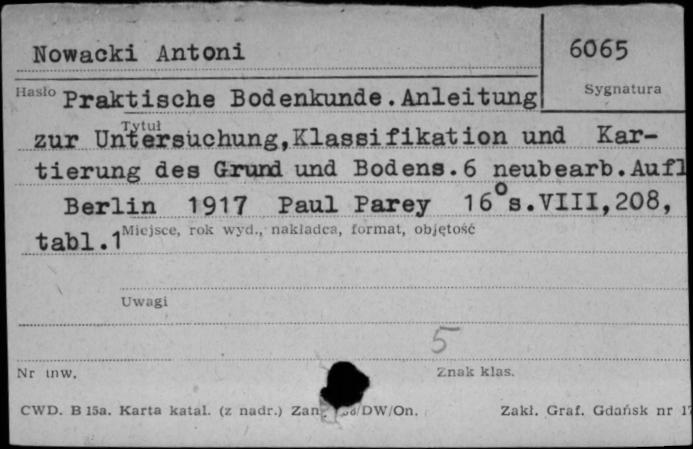 Nowacki Antoni 6065
Hasło Sygnatura
Praktische Bodenkunde.Anleitung
Tytuł
zur Untersuchung,Klassifikation und Kar-
tierung des Grund und Bodens.6 neubearb.Aufl
Berlin 1917 Paul Parey 16° s.VIII,208,
tabl.1 Miejsce, rok wyd., nakładca, format, objętość
Uwagi
5
Nr inw. Znak klas.
CWD. B 15a. Karta katal. (z nadr.) /DW/On. Zakł. Graf. Gdańsk nr